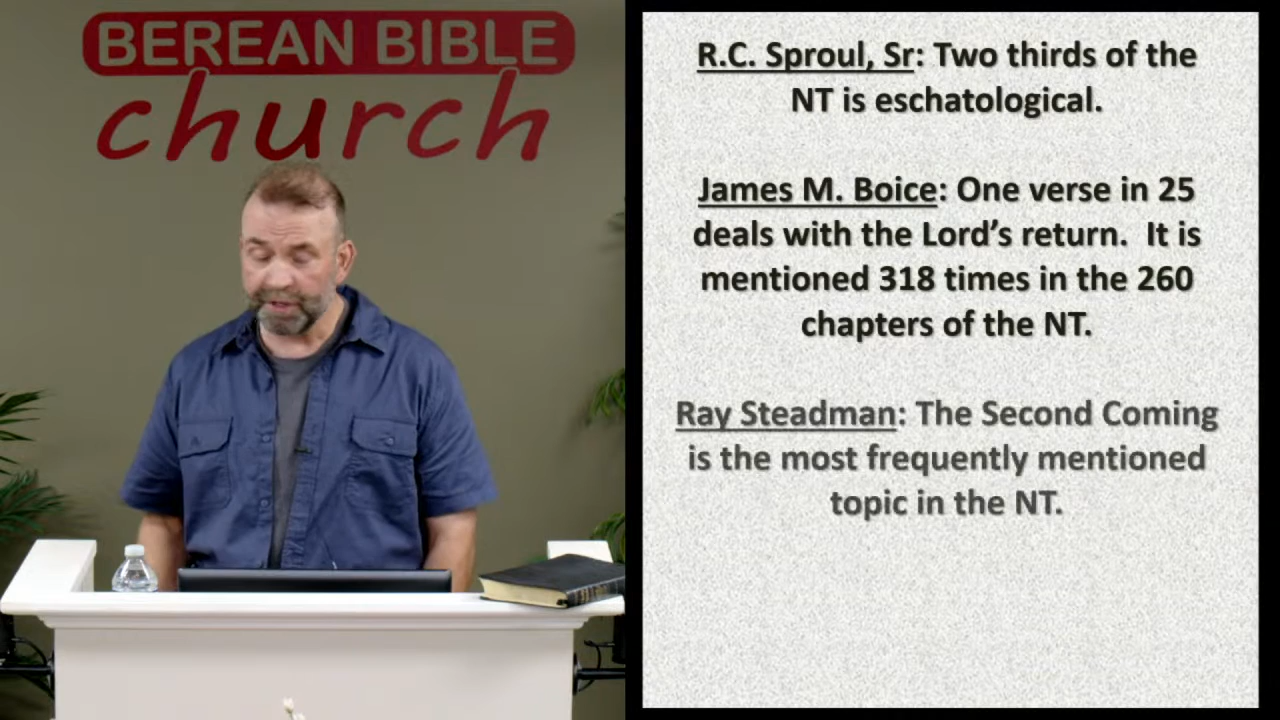 BEREAN BIBLE
church
R.C. Sproul, Sr: Two thirds of the
NT is eschatological.
James M. Boice: One verse in 25
deals with the Lord’s return.  It is
mentioned 318 times in the 260
chapters of the NT.
Ray Steadman: The Second Coming
is the most frequently mentioned
topic in the NT.